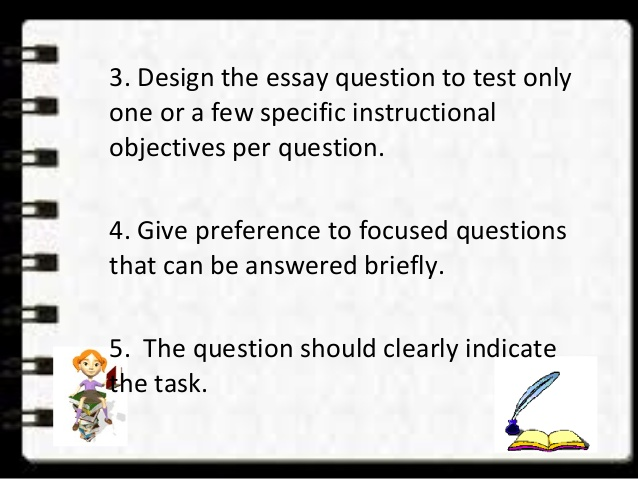 3. Design the essay question to test only
one or a few specific instructional
objectives per question.
4. Give preference to focused questions
that can be answered briefly.
5. The question should clearly indicate
the task.